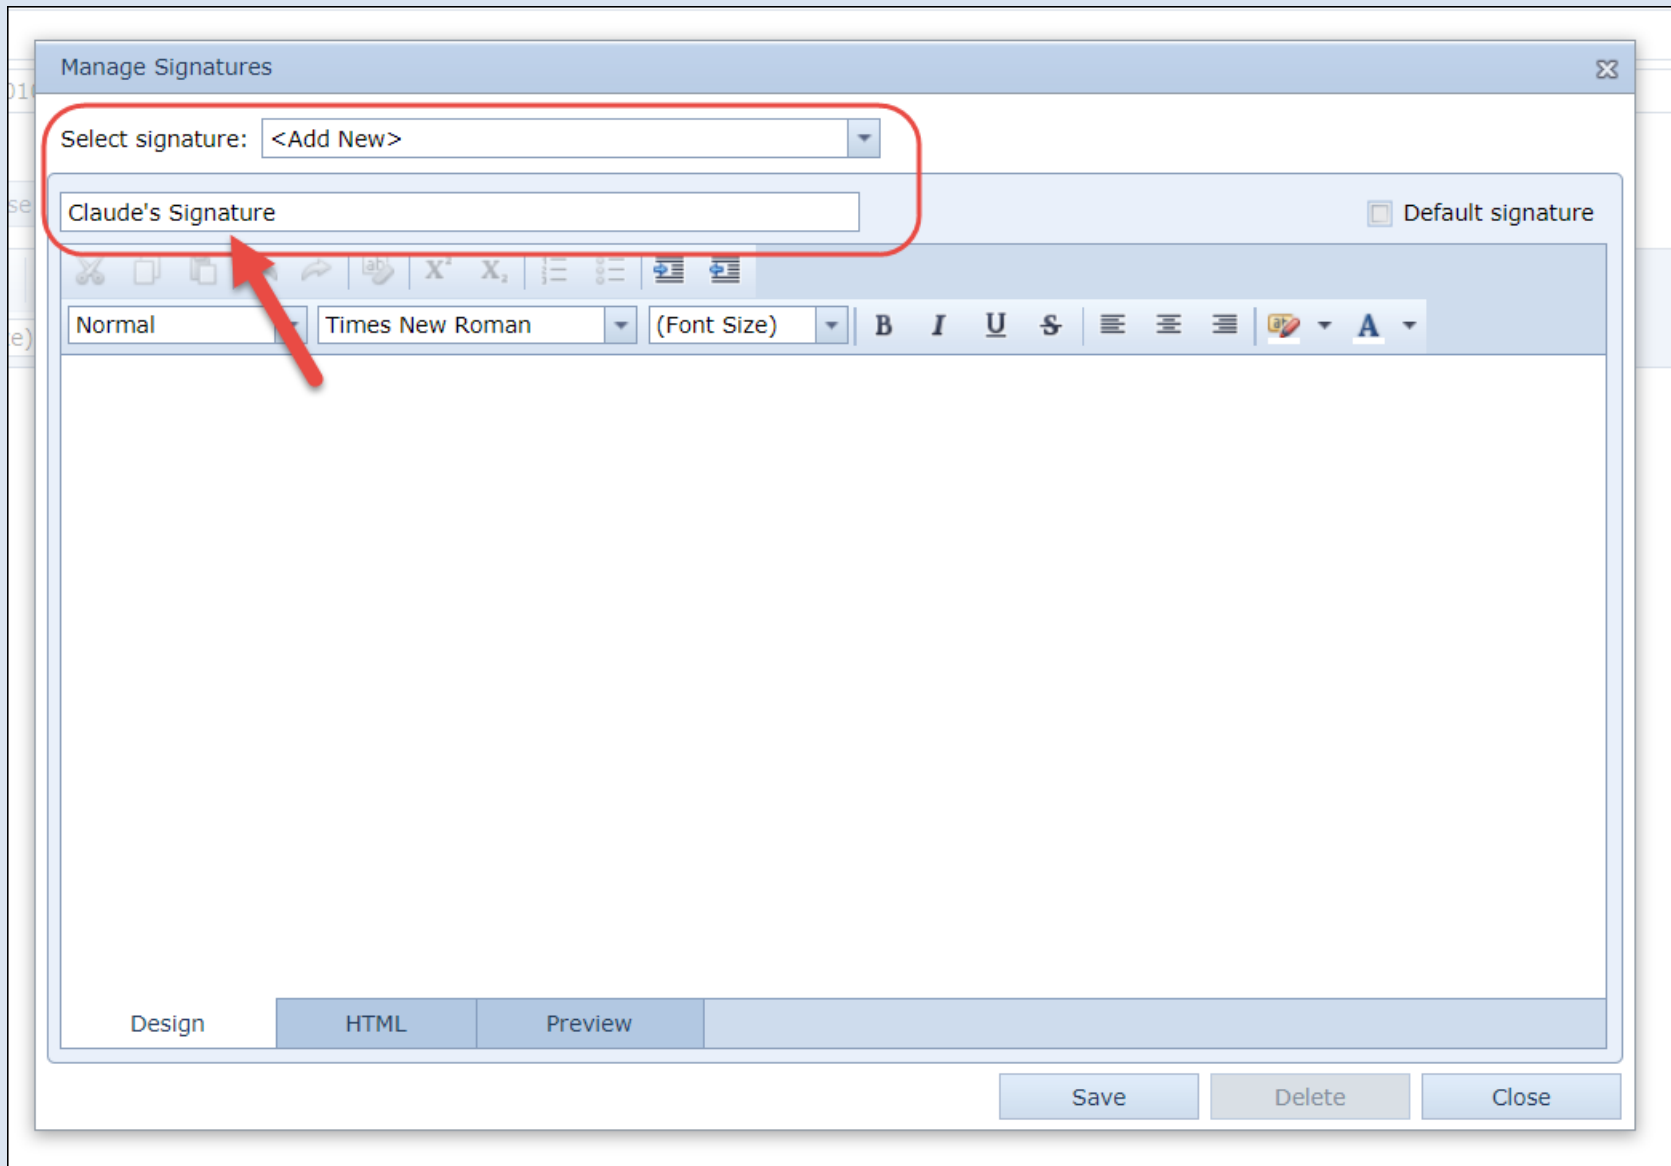 Manage Signatures
Select signature: <Add New>
Claude's Signature
Default signature
Normal Times New Roman (Font Size) B I U S A
Design HTML Preview
Save Delete Close